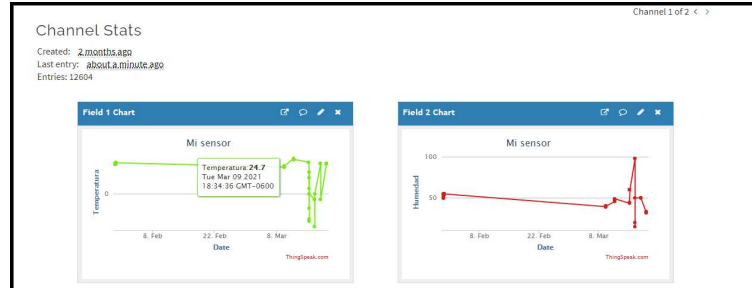 Channel 1 of 2 < >
Channel Stats
Created: 2 months ago
Last entry: about a minute ago
Entries: 12604
Field 1 Chart
Mi sensor
Temperatura
0
Temperatura:24.7
Tue Mar 09 2021
18:34:36 GMT-0600
8. Feb
22. Feb
8. Mar
Date
ThingSpeak.com
Field 2 Chart
Mi sensor
Humedad
100
50
8. Feb
22. Feb
8. Mar
Date
ThingSpeak.com